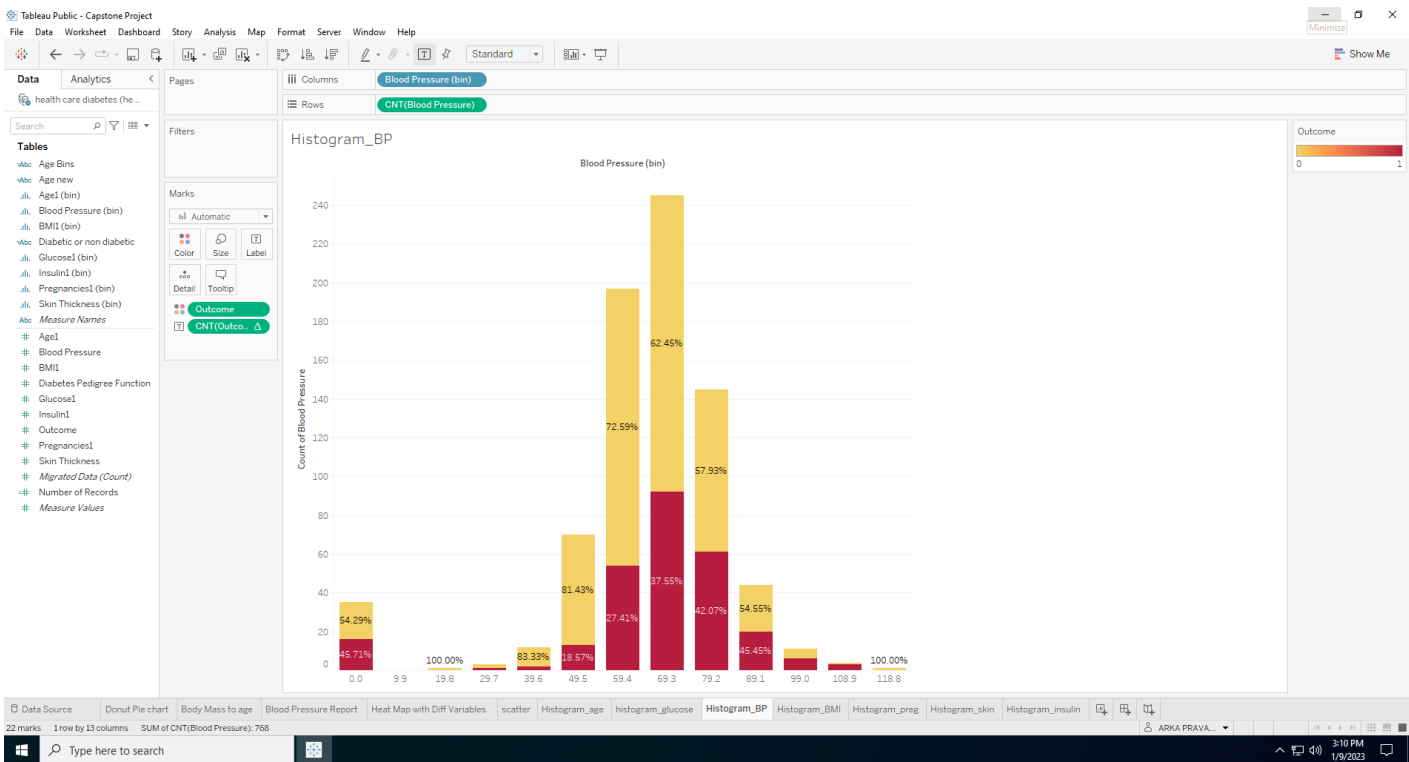 Tableau Public - Capstone Project
Minimize
File Data Worksheet Dashboard Story Analysis Map Format Server Window Help
Standard
Show Me
Data Analytics
health care diabetes (he...
Search
Tables
=Abc Age Bins
=Abc Age new
Age1 (bin)
Blood Pressure (bin)
BMI1 (bin)
=Abc Diabetic or non diabetic
Glucose1 (bin)
Insulin1 (bin)
Pregnancies1 (bin)
Skin Thickness (bin)
Abc Measure Names
# Age1
# Blood Pressure
# BMI1
# Diabetes Pedigree Function
# Glucose1
# Insulin1
# Outcome
# Pregnancies1
# Skin Thickness
# Migrated Data (Count)
=# Number of Records
# Measure Values
Pages
Filters
Marks
Automatic
Color Size Label
Detail Tooltip
Outcome
CNT(Outco.. Δ
Columns Blood Pressure (bin)
Rows CNT(Blood Pressure)
Histogram_BP
Blood Pressure (bin)
Count of Blood Pressure
240
220
200
180
160
140
120
100
80
60
40
20
0
62.45%
72.59%
57.93%
81.43%
37.55%
54.29%
27.41%
42.07%
54.55%
45.71%
100.00%
83.33%
18.57%
45.45%
100.00%
0.0 9.9 19.8 29.7 39.6 49.5 59.4 69.3 79.2 89.1 99.0 108.9 118.8
Outcome
0 1
Data Source Donut Pie chart Body Mass to age Blood Pressure Report Heat Map with Diff Variables scatter Histogram_age histogram_glucose Histogram_BP Histogram_BMI Histogram_preg Histogram_skin Histogram_insulin
22 marks 1 row by 13 columns SUM of CNT(Blood Pressure): 768
ARKA PRAVA...
Type here to search
3:10 PM
1/9/2023